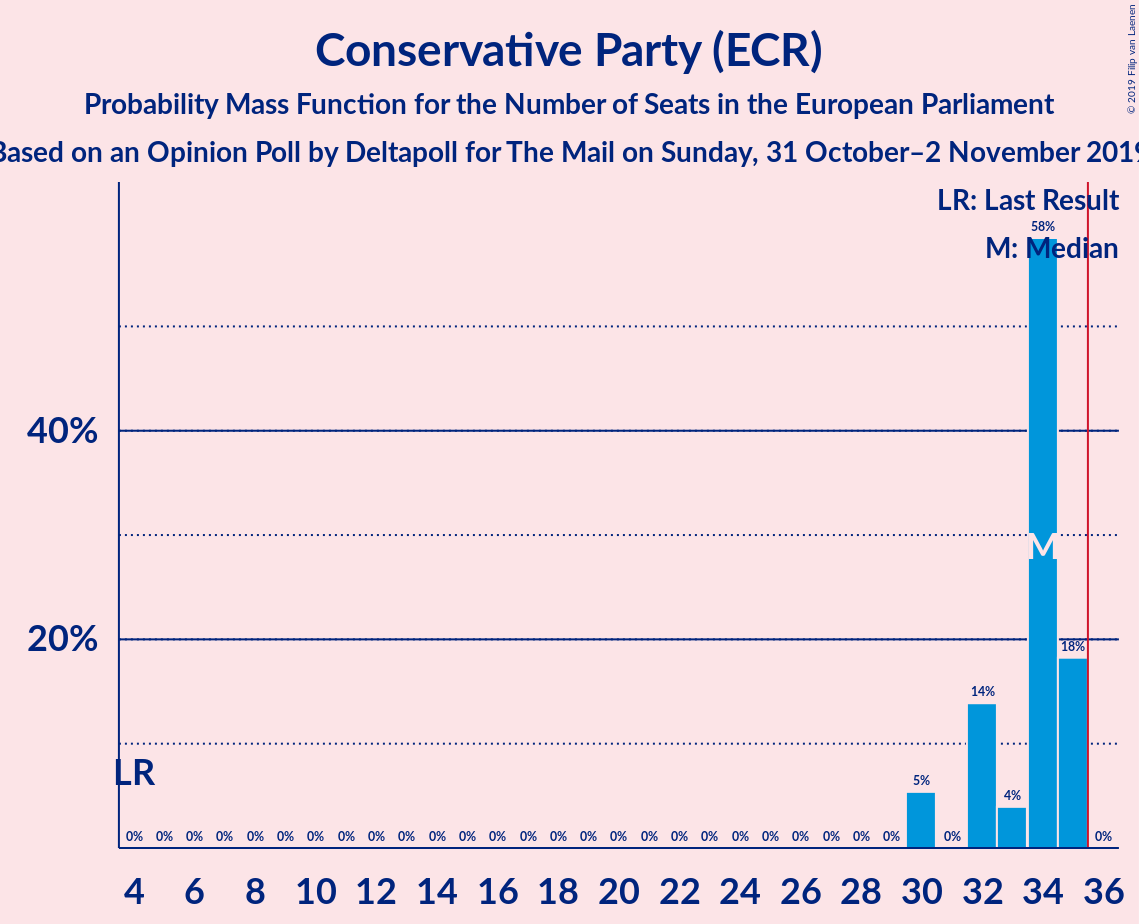 Conservative Party (ECR)
Probability Mass Function for the Number of Seats in the European Parliament
Based on an Opinion Poll by Deltapoll for The Mail on Sunday, 31 October–2 November 2019
© 2019 Filip van Laenen
LR: Last Result
58%
M: Median
40%
M
20%
18%
14%
LR
5%
4%
0% 0% 0% 0% 0% 0% 0% 0% 0% 0% 0% 0% 0% 0% 0% 0% 0% 0% 0% 0% 0% 0% 0% 0% 0% 0% 0% 0%
4 6 8 10 12 14 16 18 20 22 24 26 28 30 32 34 36